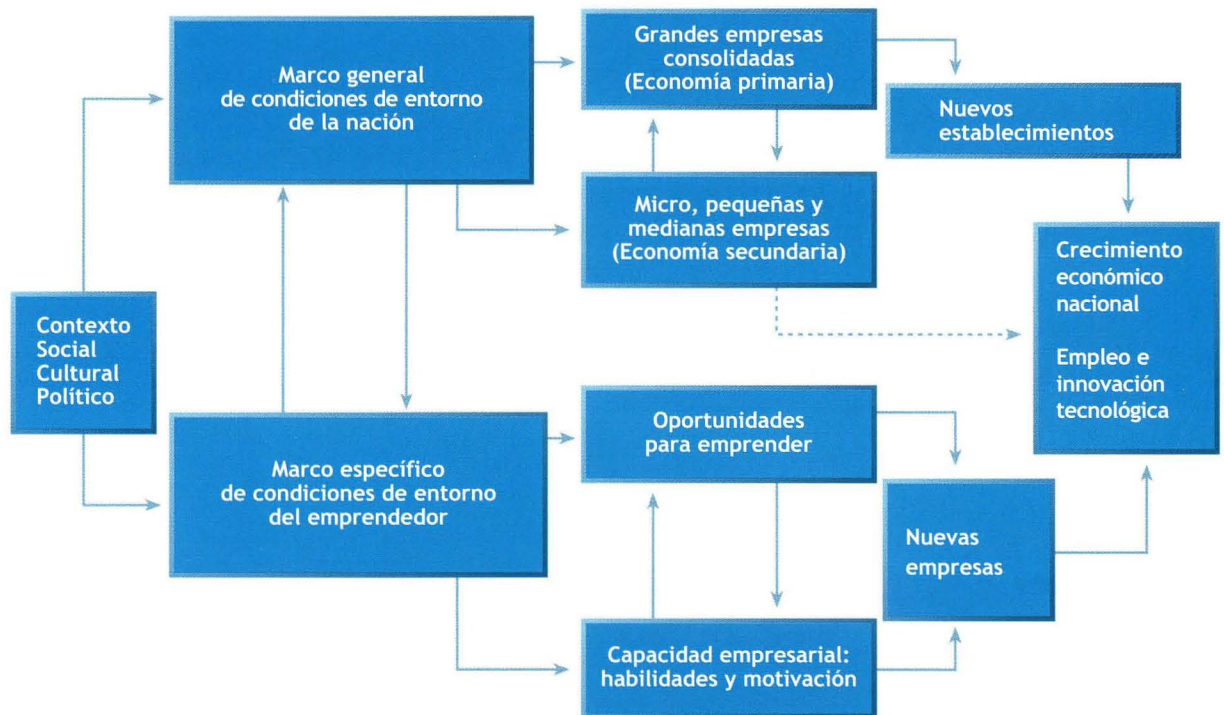 Marco general
de condiciones de entorno
de la nación
Grandes empresas
consolidadas
(Economía primaria)
Nuevos
establecimientos
Micro, pequeñas y
medianas empresas
(Economía secundaria)
Crecimiento
económico
nacional
Empleo e
innovación
tecnológica
Contexto
Social
Cultural
Político
Marco específico
de condiciones de entorno
del emprendedor
Oportunidades
para emprender
Nuevas
empresas
Capacidad empresarial:
habilidades y motivación